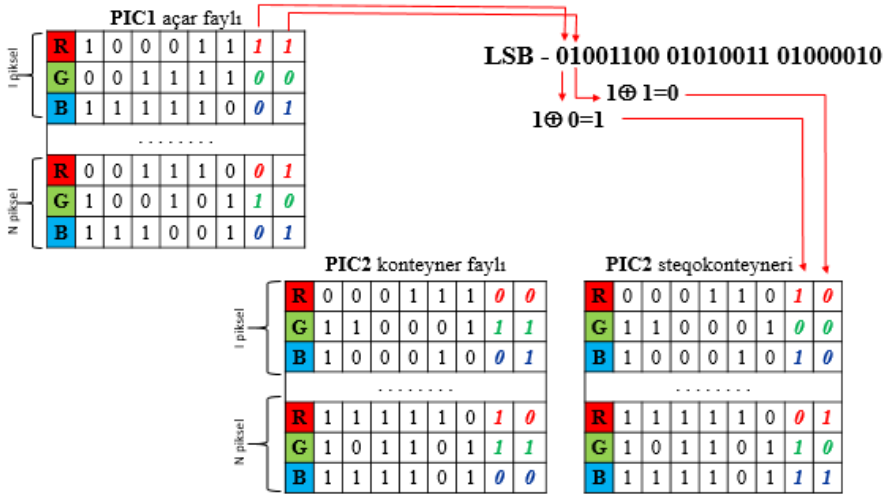 PIC1 açar faylı
I piksel
R 1 0 0 0 1 1 1 1
G 0 0 1 1 1 1 0 0
B 1 1 1 1 1 0 0 1
. . . . . . . .
N piksel
R 0 0 1 1 1 1 0 1 0 1
G 1 0 0 1 0 1 1 0
B 1 1 1 0 0 1 0 1
LSB - 01001100 01010011 01000010
1⊕ 1=0
1⊕ 0=1
PIC2 konteyner faylı
I piksel
R 0 0 0 1 1 1 0 0
G 1 1 0 0 0 1 1 1
B 1 0 0 0 1 0 0 1
. . . . . . . .
N piksel
R 1 1 1 1 1 0 1 0
G 1 0 1 1 0 1 1 1
B 1 1 1 1 0 1 0 0
PIC2 steqokonteyneri
R 0 0 0 1 1 0 1 0
G 1 1 0 0 0 1 0 0
B 1 0 0 0 1 0 1 0
. . . . . . . .
R 1 1 1 1 1 0 0 1
G 1 0 1 1 0 1 1 0
B 1 1 1 1 0 1 1 1